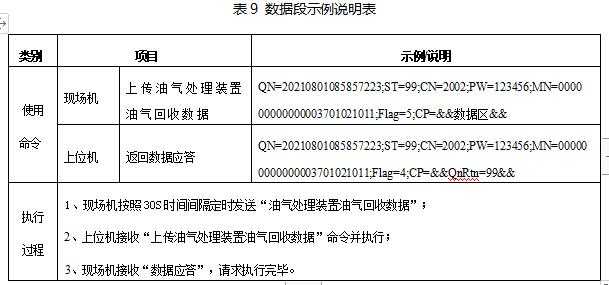 表 9 数据段示例说明表
类别 项目 示例说明
使用
命令
现场机
上传油气处理装置
油气回收数据
QN=20210801085857223;ST=99;CN=2002;PW=123456;MN=0000
00000000003701021011;Flag=5;CP=&&数据区&&
上位机
返回数据应答
QN=20210801085857223;ST=99;CN=2002;PW=123456;MN=00000
0000000003701021011;Flag=4;CP=&&QnRtn=99&&
执行
过程
1、现场机按照 30S 时间间隔定时发送“油气处理装置油气回收数据”；
2、上位机接收“上传油气处理装置油气回收数据”命令并执行；
3、现场机接收“数据应答”，请求执行完毕。